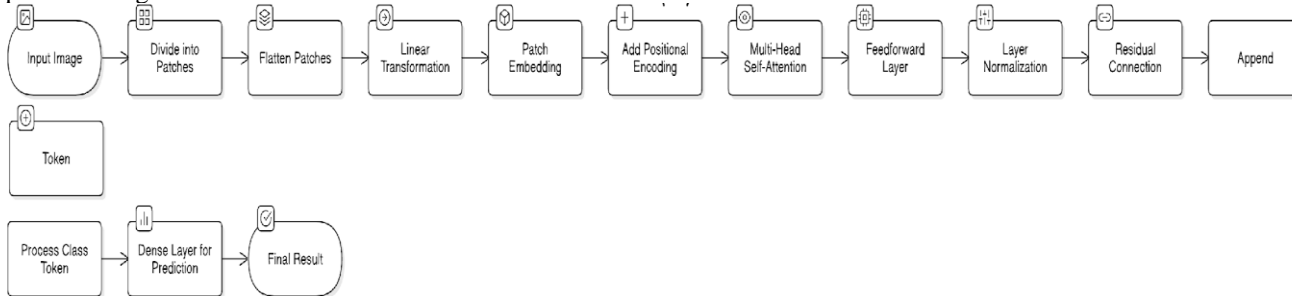 Input Image
Divide into
Patches
Flatten Patches
Linear
Transformation
Patch
Embedding
Add Positional
Encoding
Multi-Head
Self-Attention
Feedforward
Layer
Layer
Normalization
Residual
Connection
Append
Token
Process Class
Token
Dense Layer for
Prediction
Final Result